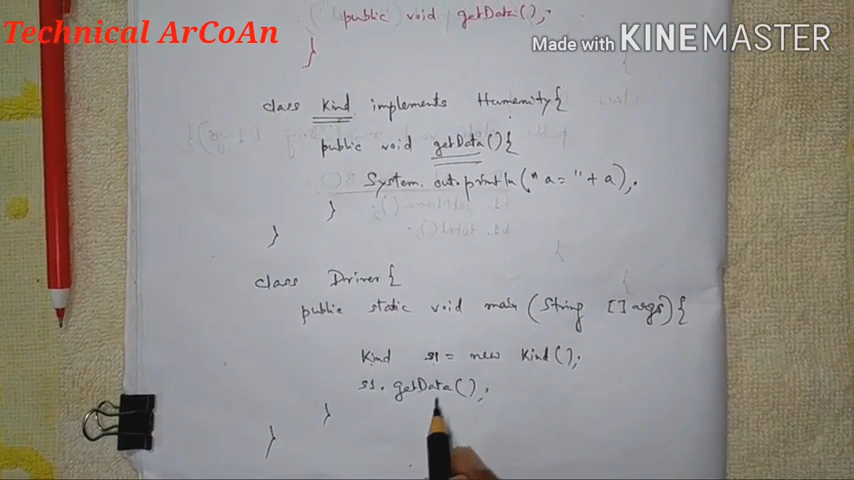 public void getData();
Technical ArCoAn
Made with KINEMASTER
}
class Kind implements Humanity{
public void getData(){
System.out.println("a= "+ a);
}
}
class Driver{
public static void main (String [] args){
Kind s1 = new Kind();
s1. getData();
}
}